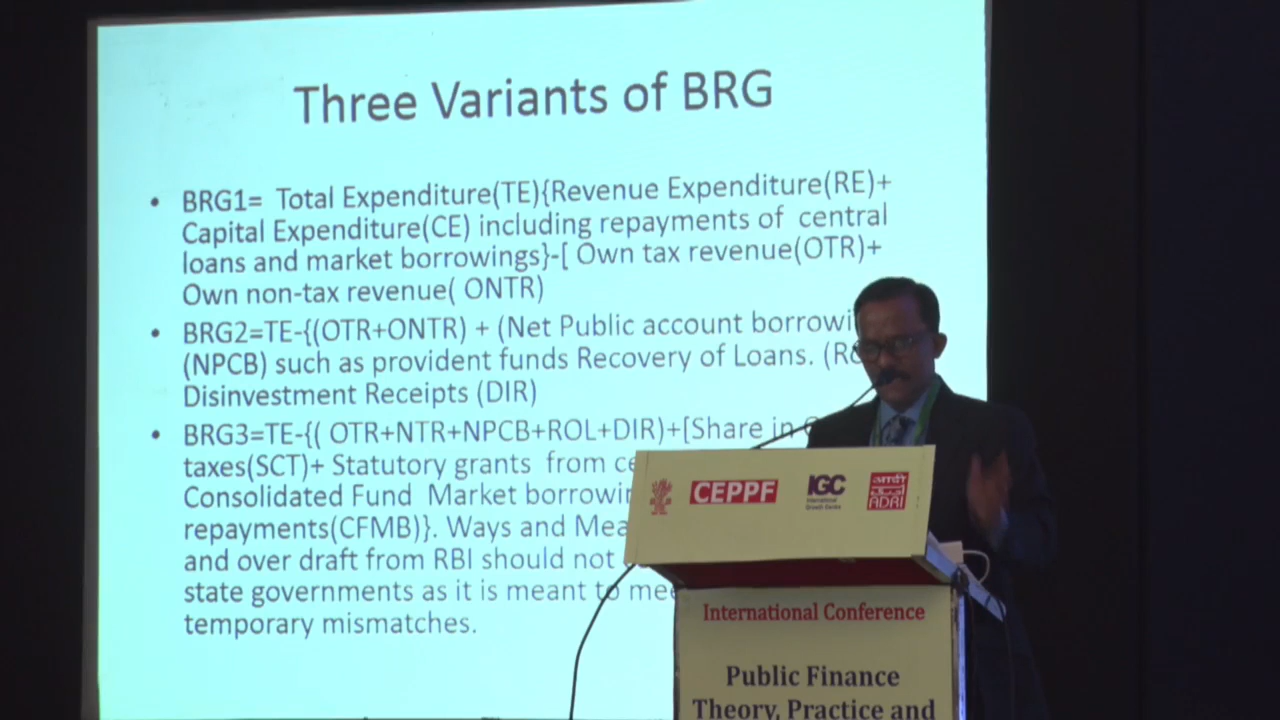 Three Variants of BRG
• BRG1= Total Expenditure(TE){Revenue Expenditure(RE)+
Capital Expenditure(CE) including repayments of central
loans and market borrowings}-[ Own tax revenue(OTR)+
Own non-tax revenue( ONTR)
• BRG2=TE-{(OTR+ONTR) + (Net Public account
(NPCB) such as provident funds Recovery of Loans.
Disinvestment Receipts (DIR)
• BRG3=TE-{( OTR+NTR+NPCB+ROL+DIR)+[Share in
taxes(SCT)+ Statutory grants from
Consolidated Fund Market
repayments(CFMB)}. Ways and
and over draft from RBI should not
state governments as it is meant to
temporary mismatches.
CEPPF
IGC
International
Growth Centre
आद्री
ADRI
International Conference
Public Finance
Theory, Practice and